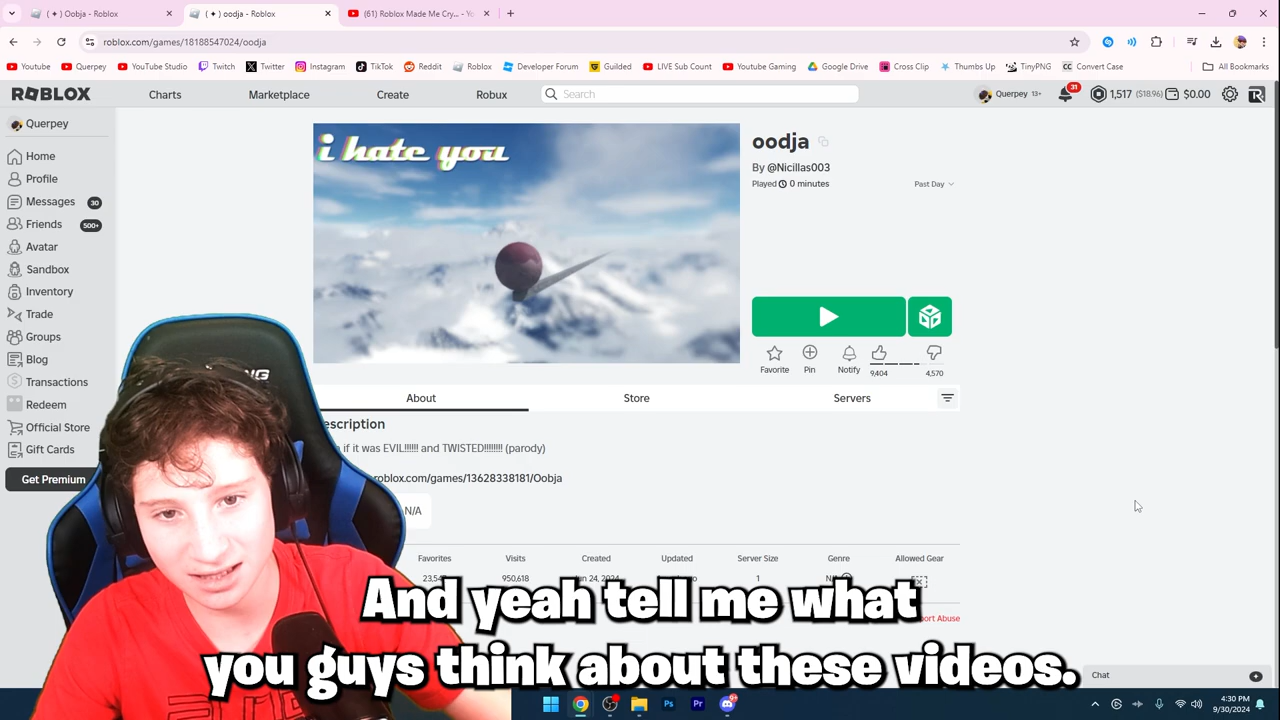 ( ✦ ) Oobja - Roblox
( ✦ ) oodja - Roblox
(61) Roblox Made Me Cry...
roblox.com/games/18188547024/oodja
Youtube
Querpey
YouTube Studio
Twitch
Twitter
Instagram
TikTok
Reddit
Roblox
Developer Forum
Guilded
LIVE Sub Count
Youtube Gaming
Google Drive
Cross Clip
Thumbs Up
TinyPNG
CC Convert Case
All Bookmarks
ROBLOX
Charts
Marketplace
Create
Robux
Search
Querpey 13+
31
1,517 ($18.96)
$0.00
Querpey
Home
Profile
Messages 30
Friends 500+
Avatar
Sandbox
Inventory
Trade
Groups
Blog
Transactions
Redeem
Official Store
Gift Cards
Get Premium
i hate you
oodja
By @Nicillas003
Played 0 minutes
Past Day
Favorite
Pin
Notify
9,404
4,570
About
Store
Servers
escription
if it was EVIL!!!!!! and TWISTED!!!!!!!! (parody)
roblox.com/games/13628338181/Oobja
N/A
Favorites
Visits
Created
Updated
Server Size
Genre
Allowed Gear
950,618
1
And yeah tell me what
you guys think about these videos.
ort Abuse
Chat
4:30 PM
9/30/2024